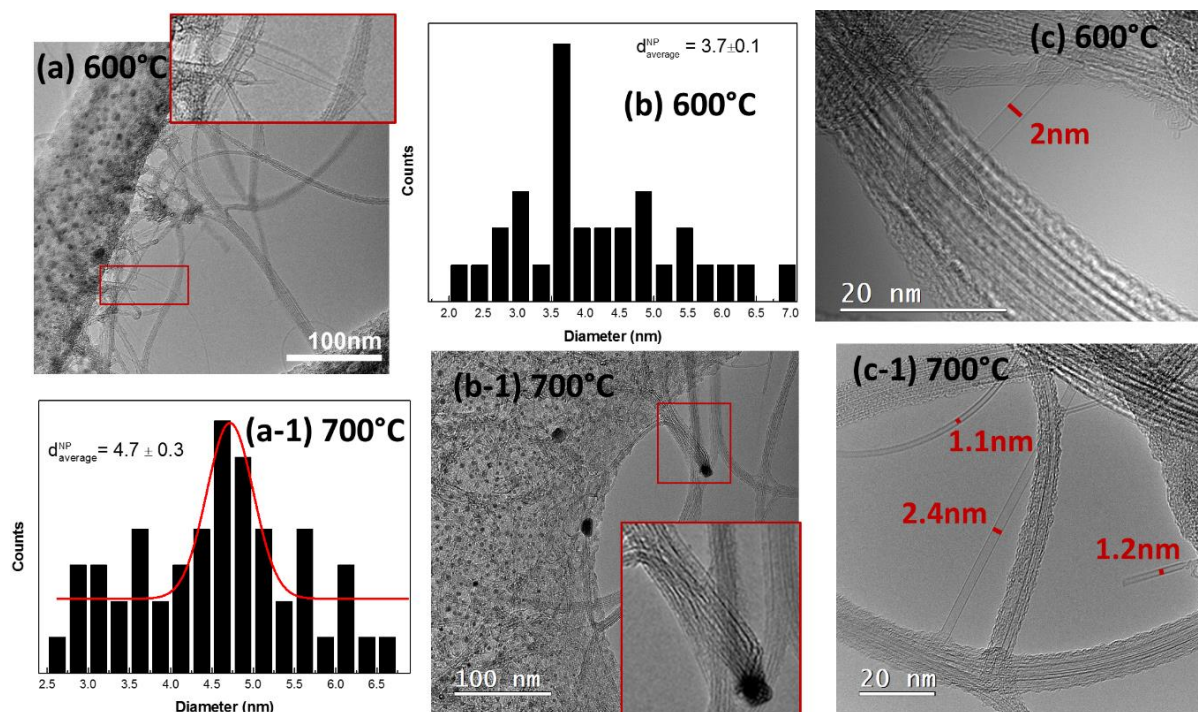 (a) 600°C
100nm
d NP average = 3.7±0.1
(b) 600°C
Counts
2.0 2.5 3.0 3.5 4.0 4.5 5.0 5.5 6.0 6.5 7.0
Diameter (nm)
(c) 600°C
2nm
20 nm
(a-1) 700°C
d NP average = 4.7 ± 0.3
Counts
2.5 3.0 3.5 4.0 4.5 5.0 5.5 6.0 6.5
Diameter (nm)
(b-1) 700°C
100 nm
(c-1) 700°C
1.1nm
2.4nm
1.2nm
20 nm